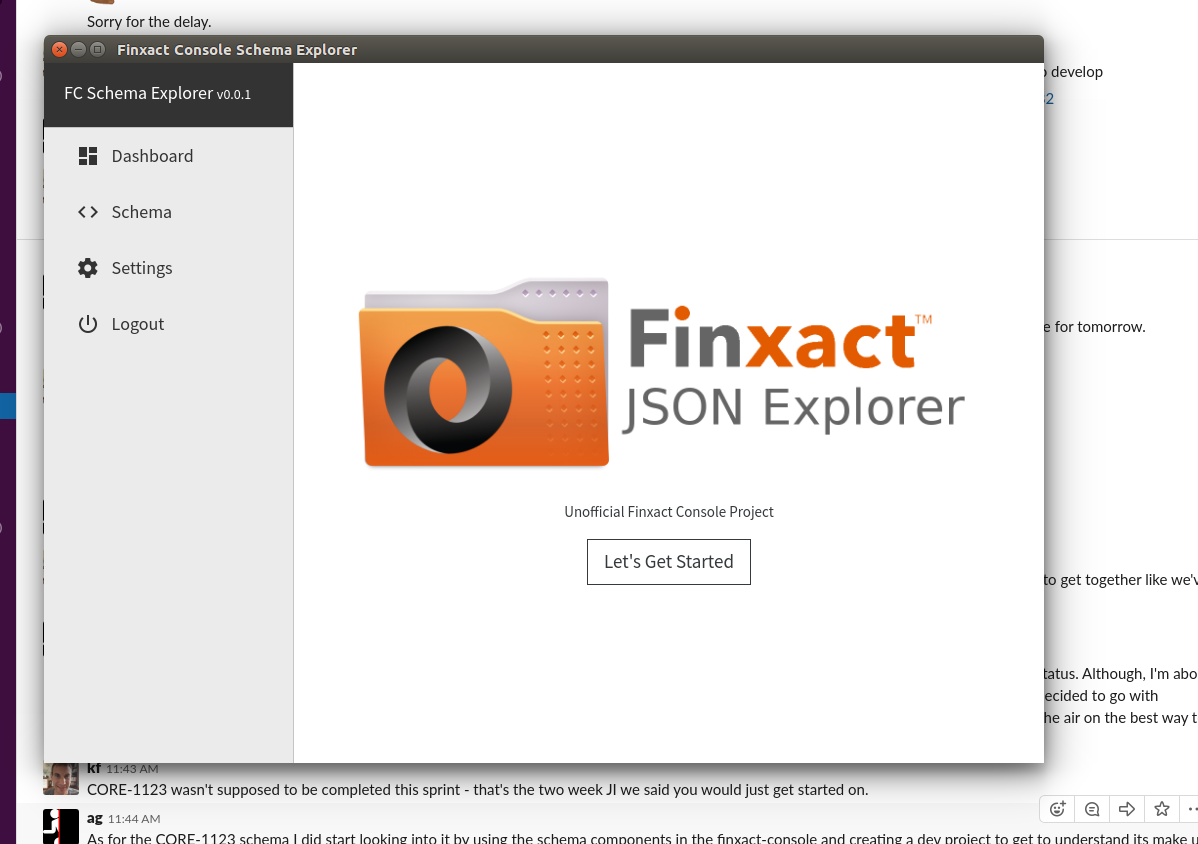 Sorry for the delay.
Finxact Console Schema Explorer
FC Schema Explorer v0.0.1
develop
Dashboard
Schema
Settings
Logout
Finxact™
JSON Explorer
e for tomorrow.
Unofficial Finxact Console Project
Let's Get Started
to get together like we'v
tatus. Although, I'm abo
ecided to go with
he air on the best way t
kf 11:43 AM
CORE-1123 wasn't supposed to be completed this sprint - that's the two week JI we said you would just get started on.
ag 11:44 AM
As for the CORE-1123 schema I did start looking into it by using the schema components in the finxact-console and creating a dev project to get to understand its make u